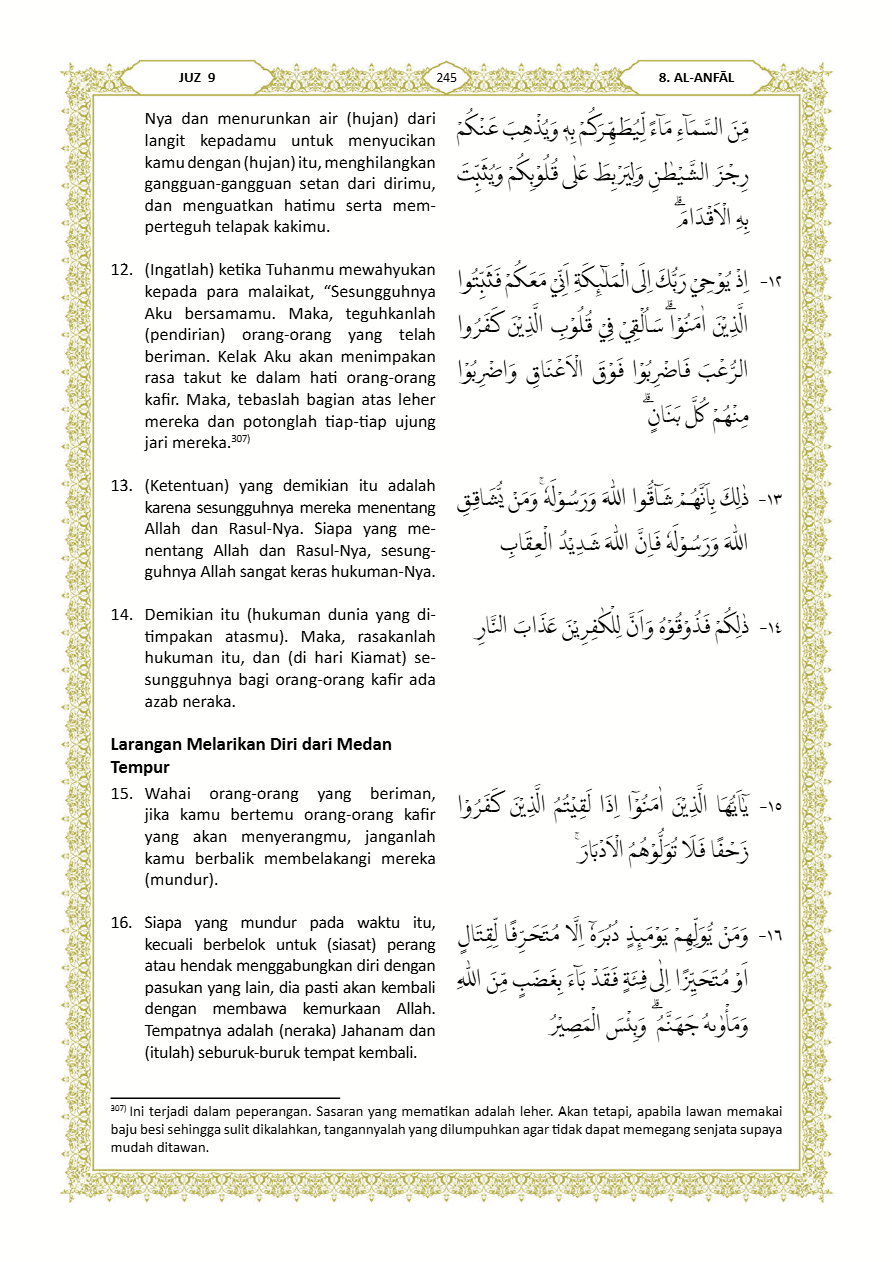 JUZ 9
245
8. AL-ANFĀL
Nya dan menurunkan air (hujan) dari
langit kepadamu untuk menyucikan
kamu dengan (hujan) itu, menghilangkan
gangguan-gangguan setan dari dirimu,
dan menguatkan hatimu serta mem-
perteguh telapak kakimu.
مِّنَ السَّمَاۤءِ مَاۤءً لِّيُطَهِّرَكُمْ بِهٖ وَيُذْهِبَ عَنْكُمْ
رِجْزَ الشَّيْطٰنِ وَلِيَرْبِطَ عَلٰى قُلُوْبِكُمْ وَيُثَبِّتَ
بِهِ الْاَقْدَامَۗ
12. (Ingatlah) ketika Tuhanmu mewahyukan
kepada para malaikat, “Sesungguhnya
Aku bersamamu. Maka, teguhkanlah
(pendirian) orang-orang yang telah
beriman. Kelak Aku akan menimpakan
rasa takut ke dalam hati orang-orang
kafir. Maka, tebaslah bagian atas leher
mereka dan potonglah tiap-tiap ujung
jari mereka.307)
١٢- اِذْ يُوْحِيْ رَبُّكَ اِلَى الْمَلٰۤىِٕكَةِ اَنِّيْ مَعَكُمْ فَثَبِّتُوا
الَّذِيْنَ اٰمَنُوْاۗ سَاُلْقِيْ فِيْ قُلُوْبِ الَّذِيْنَ كَفَرُوا
الرُّعْبَ فَاضْرِبُوْا فَوْقَ الْاَعْنَاقِ وَاضْرِبُوْا
مِنْهُمْ كُلَّ بَنَانٍۗ
13. (Ketentuan) yang demikian itu adalah
karena sesungguhnya mereka menentang
Allah dan Rasul-Nya. Siapa yang me-
nentang Allah dan Rasul-Nya, sesung-
guhnya Allah sangat keras hukuman-Nya.
١٣- ذٰلِكَ بِاَنَّهُمْ شَاۤقُّوا اللّٰهَ وَرَسُوْلَهٗۚ وَمَنْ يُّشَاقِقِ
اللّٰهَ وَرَسُوْلَهٗ فَاِنَّ اللّٰهَ شَدِيْدُ الْعِقَابِ
14. Demikian itu (hukuman dunia yang di-
timpakan atasmu). Maka, rasakanlah
hukuman itu, dan (di hari Kiamat) se-
sungguhnya bagi orang-orang kafir ada
azab neraka.
١٤- ذٰلِكُمْ فَذُوْقُوْهُ وَاَنَّ لِلْكٰفِرِيْنَ عَذَابَ النَّارِ
Larangan Melarikan Diri dari Medan
Tempur
15. Wahai orang-orang yang beriman,
jika kamu bertemu orang-orang kafir
yang akan menyerangmu, janganlah
kamu berbalik membelakangi mereka
(mundur).
١٥- يٰٓاَيُّهَا الَّذِيْنَ اٰمَنُوْٓا اِذَا لَقِيْتُمُ الَّذِيْنَ كَفَرُوْا
زَحْفًا فَلَا تُوَلُّوْهُمُ الْاَدْبَارَۚ
16. Siapa yang mundur pada waktu itu,
kecuali berbelok untuk (siasat) perang
atau hendak menggabungkan diri dengan
pasukan yang lain, dia pasti akan kembali
dengan membawa kemurkaan Allah.
Tempatnya adalah (neraka) Jahanam dan
(itulah) seburuk-buruk tempat kembali.
١٦- وَمَنْ يُّوَلِّهِمْ يَوْمَىِٕذٍ دُبُرَهٗٓ اِلَّا مُتَحَرِّفًا لِّقِتَالٍ
اَوْ مُتَحَيِّزًا اِلٰى فِئَةٍ فَقَدْ بَاۤءَ بِغَضَبٍ مِّنَ اللّٰهِ
وَمَأْوٰىهُ جَهَنَّمُۗ وَبِئْسَ الْمَصِيْرُ
307) Ini terjadi dalam peperangan. Sasaran yang mematikan adalah leher. Akan tetapi, apabila lawan memakai
baju besi sehingga sulit dikalahkan, tangannyalah yang dilumpuhkan agar tidak dapat memegang senjata supaya
mudah ditawan.